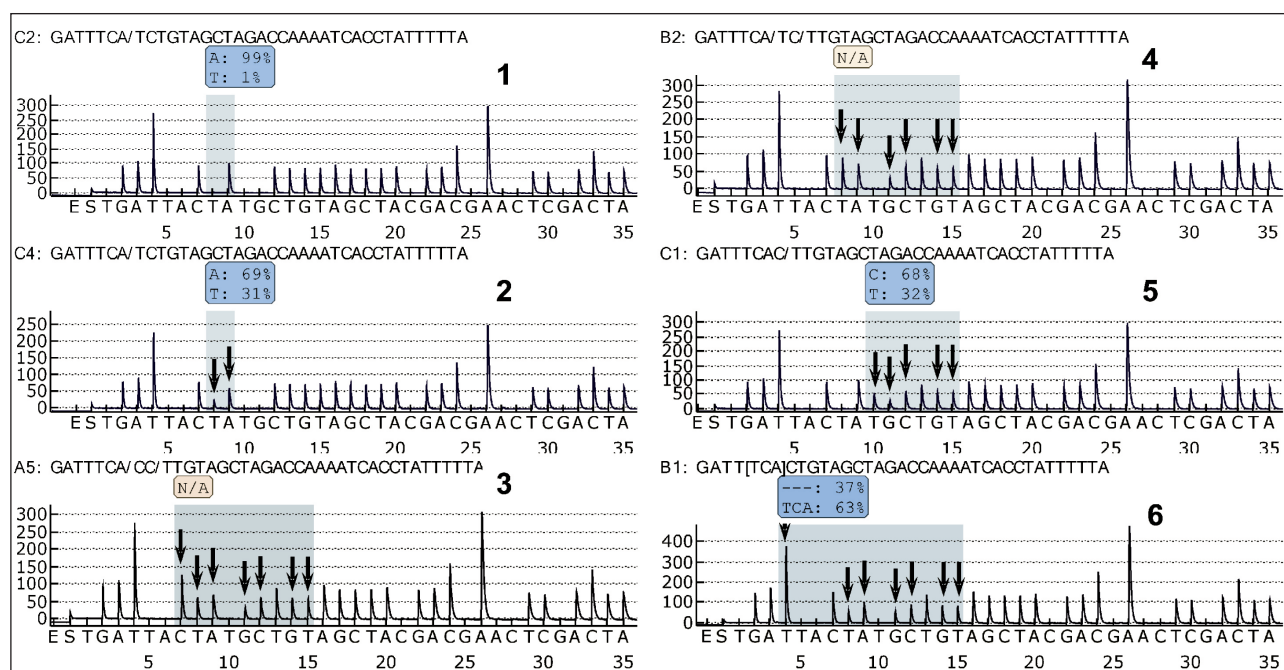 C2: GATTTCA/TCTGTAGCTAGACCAAAATCACCTATTTTTA
A: 99%
T: 1%
1
300
250
200
150
100
50
0
E S T G A T T A C T A T G C T G T A G C T A C G A C G A A C T C G A C T A
5 10 15 20 25 30 35
B2: GATTTCA/TC/TTGTAGCTAGACCAAAATCACCTATTTTTA
N/A
4
300
250
200
150
100
50
0
E S T G A T T A C T A T G C T G T A G C T A C G A C G A A C T C G A C T A
5 10 15 20 25 30 35
C4: GATTTCA/TCTGTAGCTAGACCAAAATCACCTATTTTTA
A: 69%
T: 31%
2
250
200
150
100
50
0
E S T G A T T A C T A T G C T G T A G C T A C G A C G A A C T C G A C T A
5 10 15 20 25 30 35
C1: GATTTCAC/TTGTAGCTAGACCAAAATCACCTATTTTTA
C: 68%
T: 32%
5
300
250
200
150
100
50
0
E S T G A T T A C T A T G C T G T A G C T A C G A C G A A C T C G A C T A
5 10 15 20 25 30 35
A5: GATTTCA/CC/TTGTAGCTAGACCAAAATCACCTATTTTTA
N/A
3
300
250
200
150
100
50
0
E S T G A T T A C T A T G C T G T A G C T A C G A C G A A C T C G A C T A
5 10 15 20 25 30 35
B1: GATT[TCA]CTGTAGCTAGACCAAAATCACCTATTTTTA
---: 37%
TCA: 63%
6
400
300
200
100
0
E S T G A T T A C T A T G C T G T A G C T A C G A C G A A C T C G A C T A
5 10 15 20 25 30 35